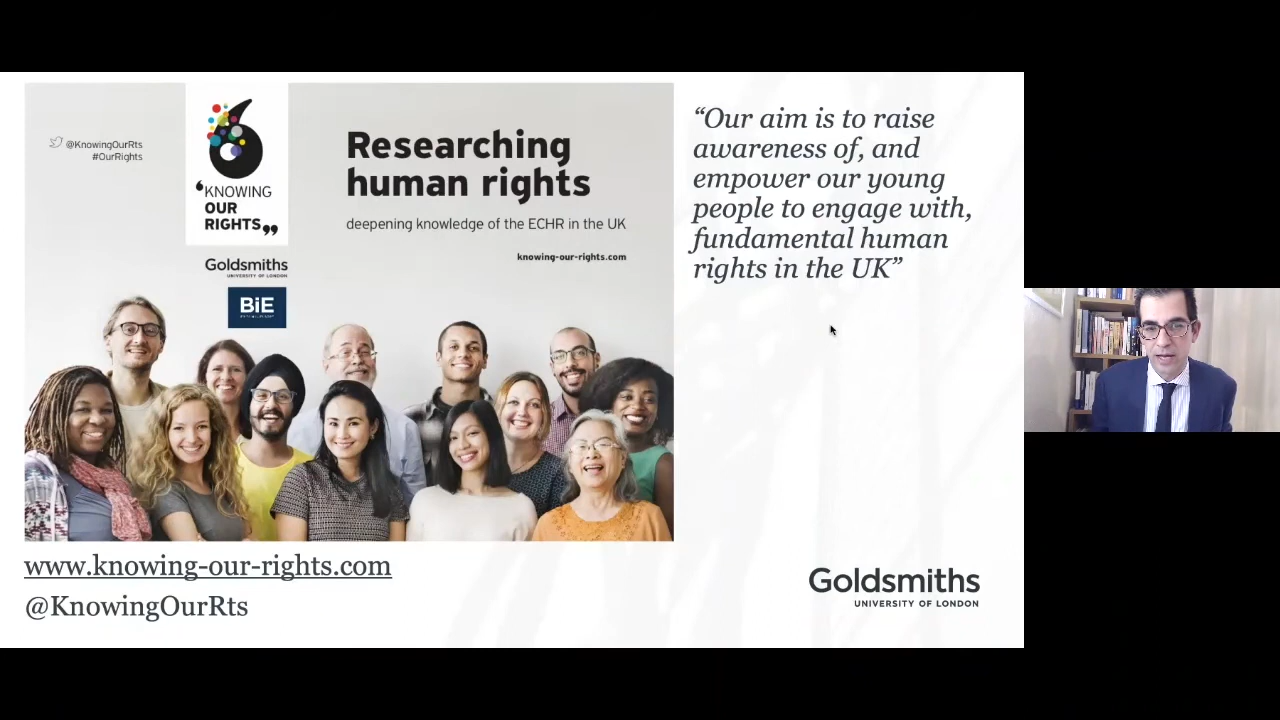 @KnowingOurRts
#OurRights
‘KNOWING
OUR
RIGHTS,,
Goldsmiths
UNIVERSITY OF LONDON
BiE
Researching
human rights
deepening knowledge of the ECHR in the UK
knowing-our-rights.com
“Our aim is to raise
awareness of, and
empower our young
people to engage with,
fundamental human
rights in the UK”
www.knowing-our-rights.com
@KnowingOurRts
Goldsmiths
UNIVERSITY OF LONDON